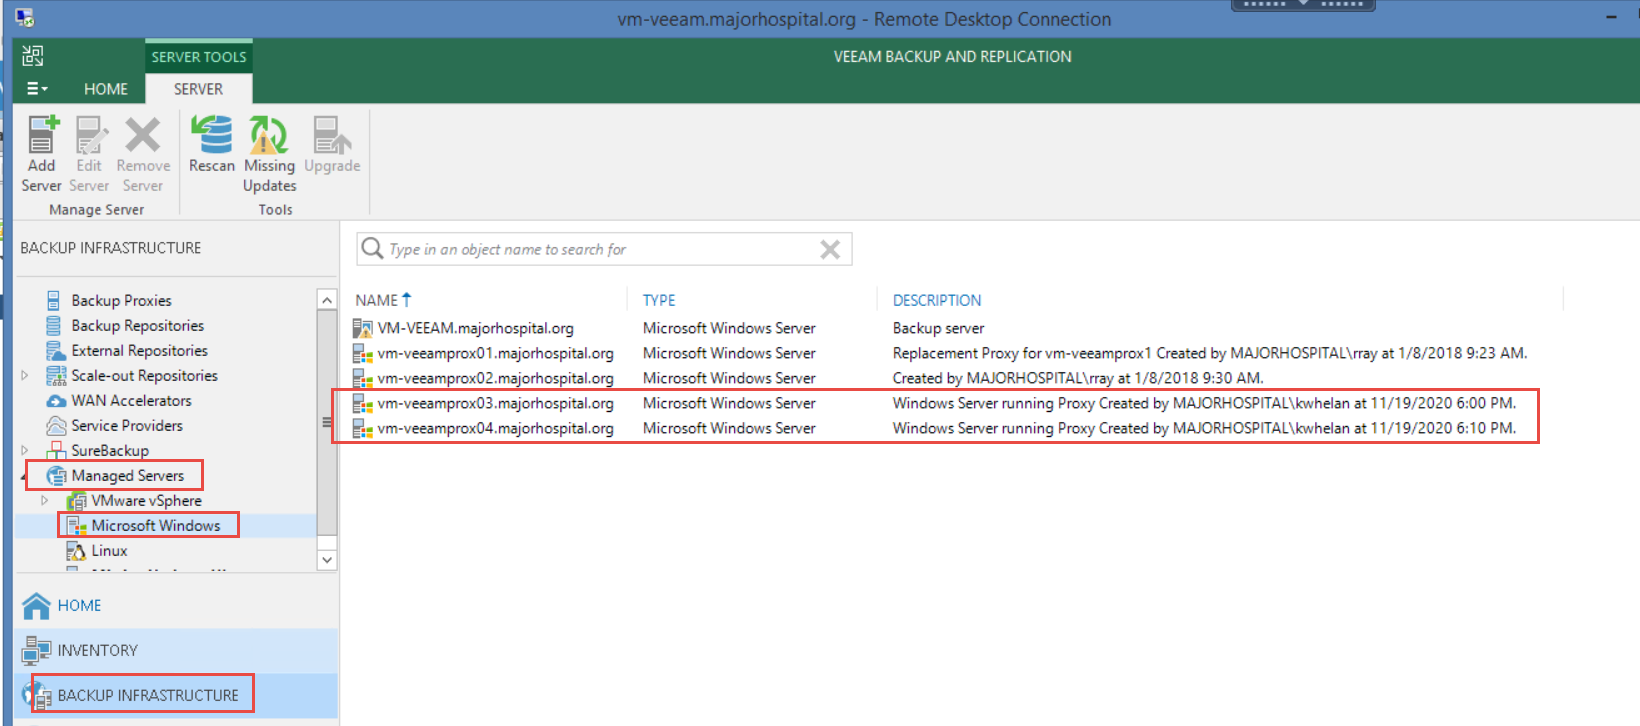 vm-veeam.majorhospital.org - Remote Desktop Connection
SERVER TOOLS
VEEAM BACKUP AND REPLICATION
HOME
SERVER
Add Server
Edit Server
Remove Server
Rescan
Missing Updates
Upgrade
Manage Server
Tools
BACKUP INFRASTRUCTURE
Backup Proxies
Backup Repositories
External Repositories
Scale-out Repositories
WAN Accelerators
Service Providers
SureBackup
Managed Servers
VMware vSphere
Microsoft Windows
Linux
HOME
INVENTORY
BACKUP INFRASTRUCTURE
Type in an object name to search for
NAME TYPE DESCRIPTION
VM-VEEAM.majorhospital.org Microsoft Windows Server Backup server
vm-veeamprox01.majorhospital.org Microsoft Windows Server Replacement Proxy for vm-veeamprox1 Created by MAJORHOSPITAL\rray at 1/8/2018 9:23 AM.
vm-veeamprox02.majorhospital.org Microsoft Windows Server Created by MAJORHOSPITAL\rray at 1/8/2018 9:30 AM.
vm-veeamprox03.majorhospital.org Microsoft Windows Server Windows Server running Proxy Created by MAJORHOSPITAL\kwhelan at 11/19/2020 6:00 PM.
vm-veeamprox04.majorhospital.org Microsoft Windows Server Windows Server running Proxy Created by MAJORHOSPITAL\kwhelan at 11/19/2020 6:10 PM.